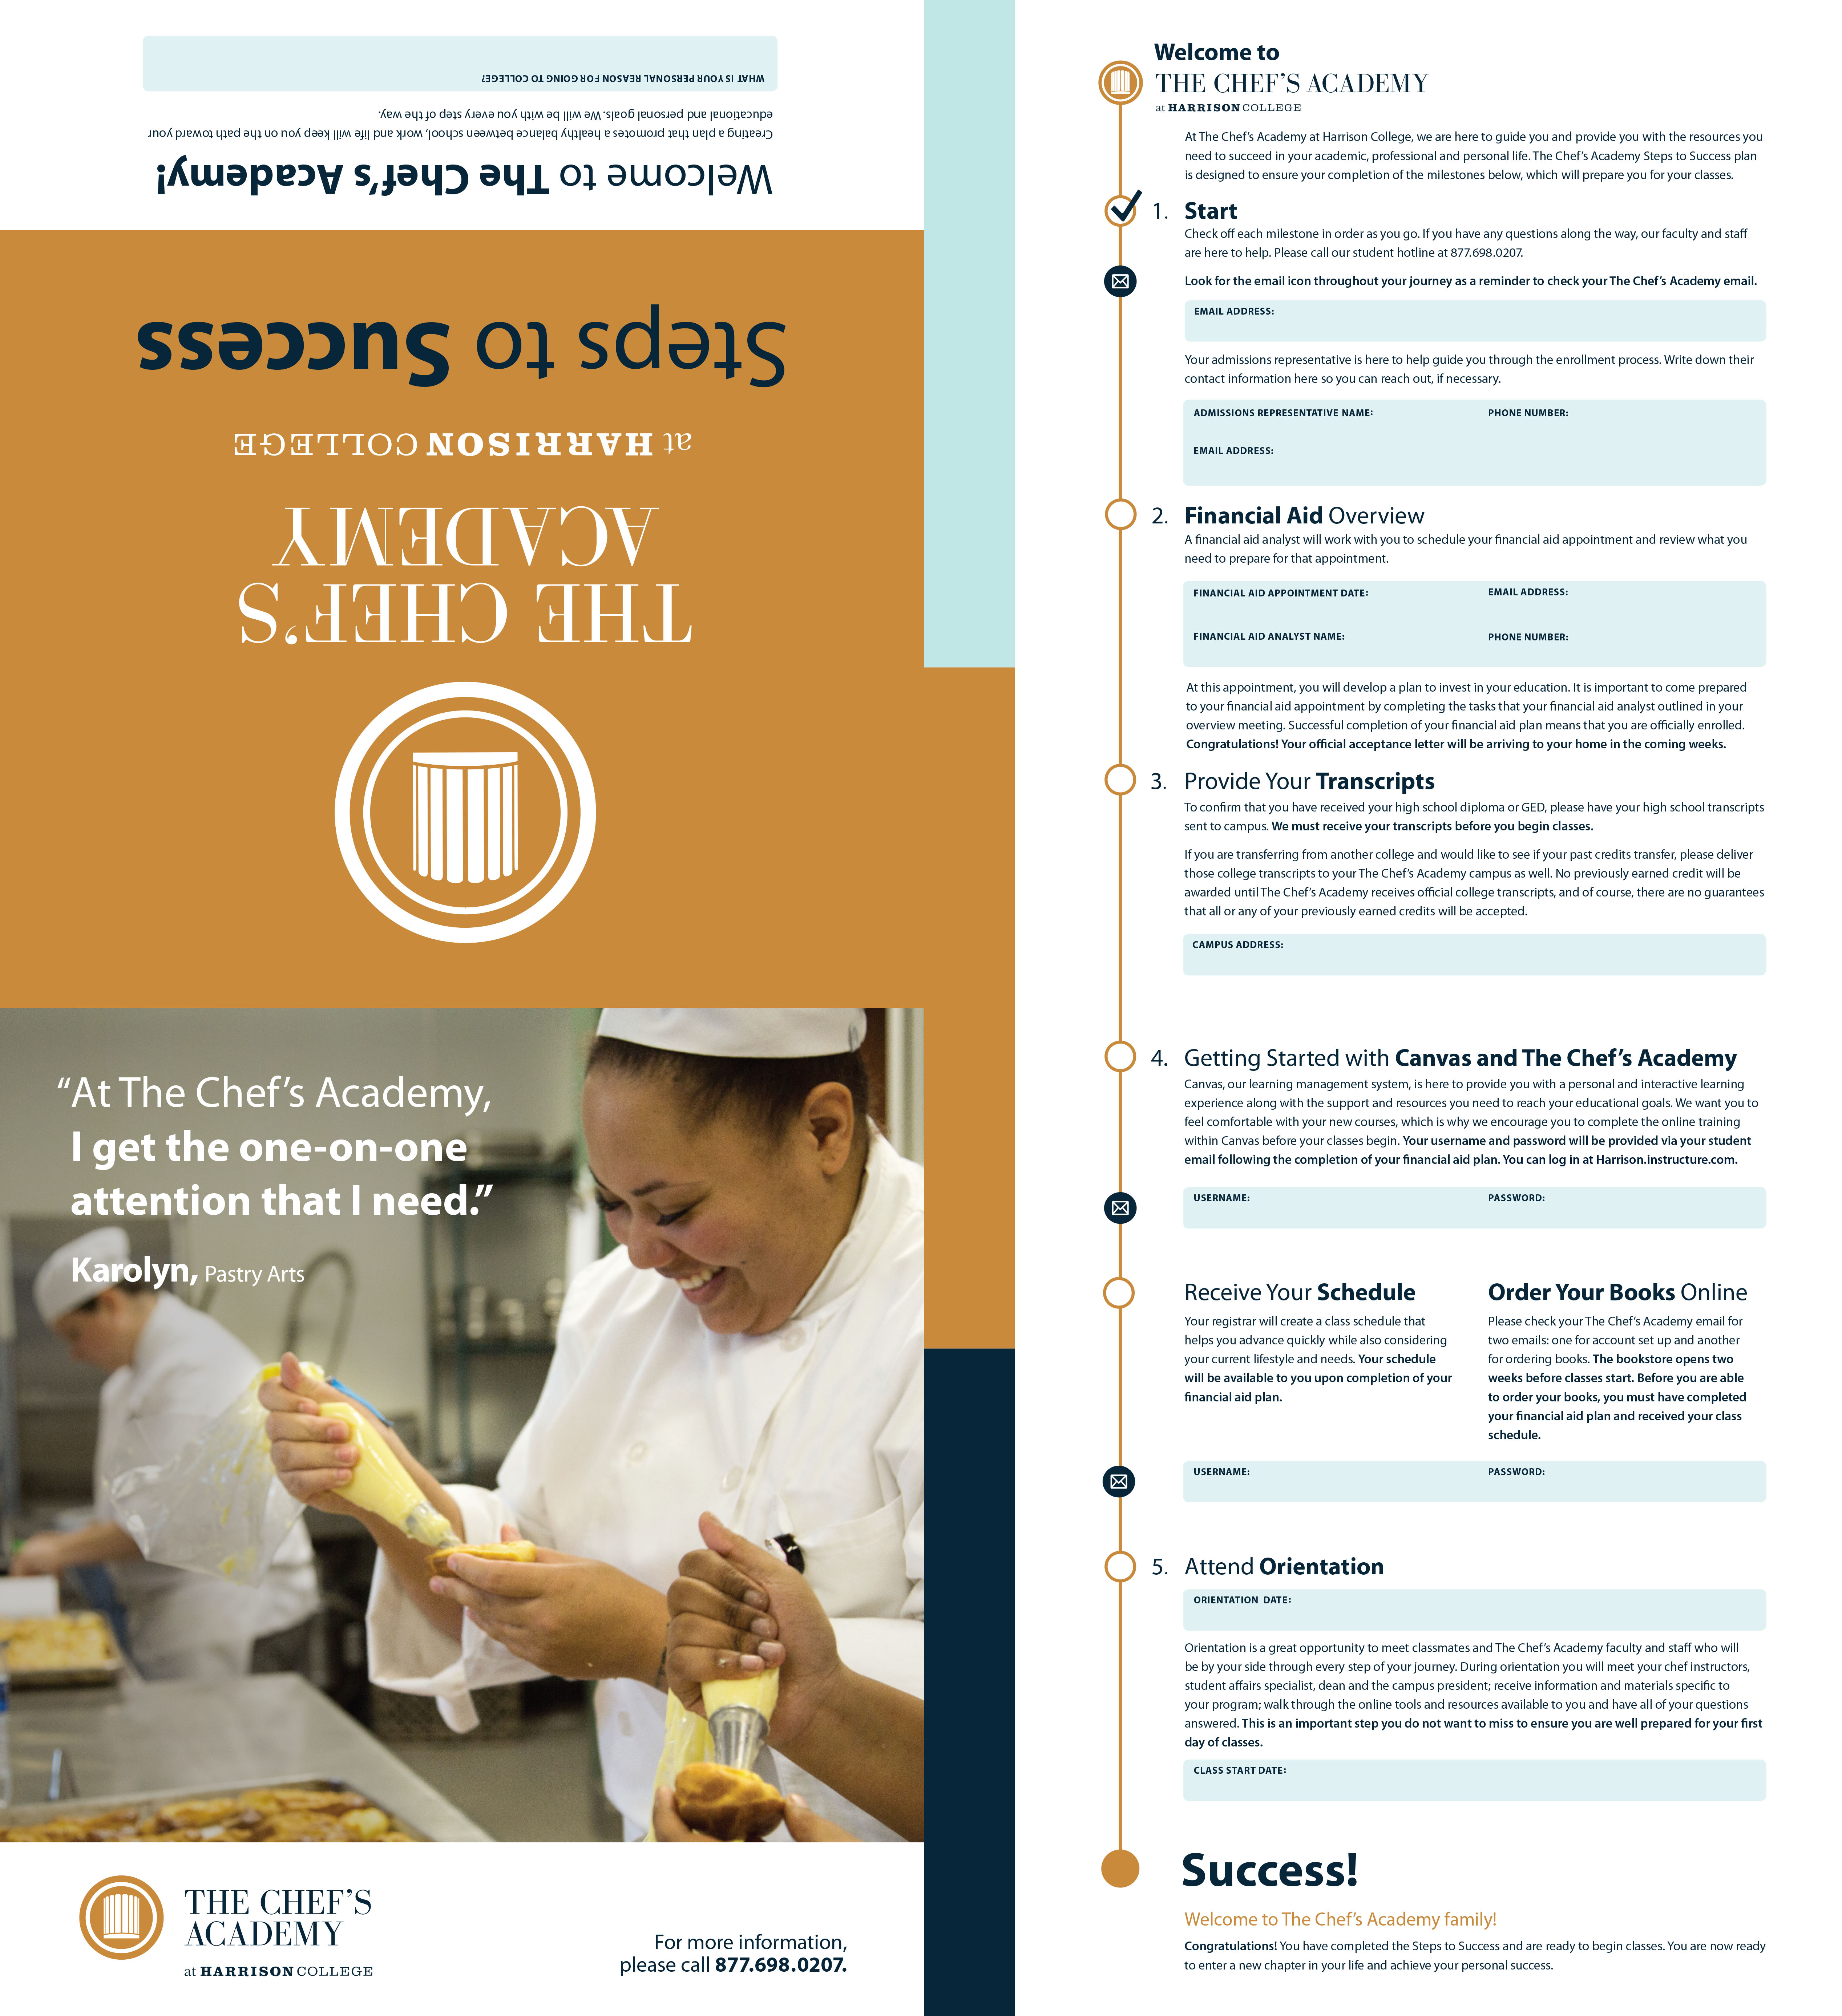 Welcome to The Chef's Academy!
Creating a plan that promotes a healthy balance between school, work and life will keep you on the path toward your
educational and personal goals. We will be with you every step of the way.
WHAT IS YOUR PERSONAL REASON FOR GOING TO COLLEGE?
THE CHEF'S
ACADEMY
at HARRISON COLLEGE
Steps to Success
“At The Chef's Academy,
I get the one-on-one
attention that I need.”
Karolyn, Pastry Arts
THE CHEF'S
ACADEMY
at HARRISON COLLEGE
For more information,
please call 877.698.0207.
Welcome to
THE CHEF'S ACADEMY
at HARRISON COLLEGE
At The Chef's Academy at Harrison College, we are here to guide you and provide you with the resources you
need to succeed in your academic, professional and personal life. The Chef's Academy Steps to Success plan
is designed to ensure your completion of the milestones below, which will prepare you for your classes.
1. Start
Check off each milestone in order as you go. If you have any questions along the way, our faculty and staff
are here to help. Please call our student hotline at 877.698.0207.
Look for the email icon throughout your journey as a reminder to check your The Chef's Academy email.
EMAIL ADDRESS:
Your admissions representative is here to help guide you through the enrollment process. Write down their
contact information here so you can reach out, if necessary.
ADMISSIONS REPRESENTATIVE NAME: PHONE NUMBER:
EMAIL ADDRESS:
2. Financial Aid Overview
A financial aid analyst will work with you to schedule your financial aid appointment and review what you
need to prepare for that appointment.
FINANCIAL AID APPOINTMENT DATE: EMAIL ADDRESS:
FINANCIAL AID ANALYST NAME: PHONE NUMBER:
At this appointment, you will develop a plan to invest in your education. It is important to come prepared
to your financial aid appointment by completing the tasks that your financial aid analyst outlined in your
overview meeting. Successful completion of your financial aid plan means that you are officially enrolled.
Congratulations! Your official acceptance letter will be arriving to your home in the coming weeks.
3. Provide Your Transcripts
To confirm that you have received your high school diploma or GED, please have your high school transcripts
sent to campus. We must receive your transcripts before you begin classes.
If you are transferring from another college and would like to see if your past credits transfer, please deliver
those college transcripts to your The Chef's Academy campus as well. No previously earned credit will be
awarded until The Chef's Academy receives official college transcripts, and of course, there are no guarantees
that all or any of your previously earned credits will be accepted.
CAMPUS ADDRESS:
4. Getting Started with Canvas and The Chef's Academy
Canvas, our learning management system, is here to provide you with a personal and interactive learning
experience along with the support and resources you need to reach your educational goals. We want you to
feel comfortable with your new courses, which is why we encourage you to complete the online training
within Canvas before your classes begin. Your username and password will be provided via your student
email following the completion of your financial aid plan. You can log in at Harrison.instructure.com.
USERNAME: PASSWORD:
Receive Your Schedule
Your registrar will create a class schedule that
helps you advance quickly while also considering
your current lifestyle and needs. Your schedule
will be available to you upon completion of your
financial aid plan.
Order Your Books Online
Please check your The Chef's Academy email for
two emails: one for account set up and another
for ordering books. The bookstore opens two
weeks before classes start. Before you are able
to order your books, you must have completed
your financial aid plan and received your class
schedule.
USERNAME: PASSWORD:
5. Attend Orientation
ORIENTATION DATE:
Orientation is a great opportunity to meet classmates and The Chef's Academy faculty and staff who will
be by your side through every step of your journey. During orientation you will meet your chef instructors,
student affairs specialist, dean and the campus president; receive information and materials specific to
your program; walk through the online tools and resources available to you and have all of your questions
answered. This is an important step you do not want to miss to ensure you are well prepared for your first
day of classes.
CLASS START DATE:
Success!
Welcome to The Chef's Academy family!
Congratulations! You have completed the Steps to Success and are ready to begin classes. You are now ready
to enter a new chapter in your life and achieve your personal success.